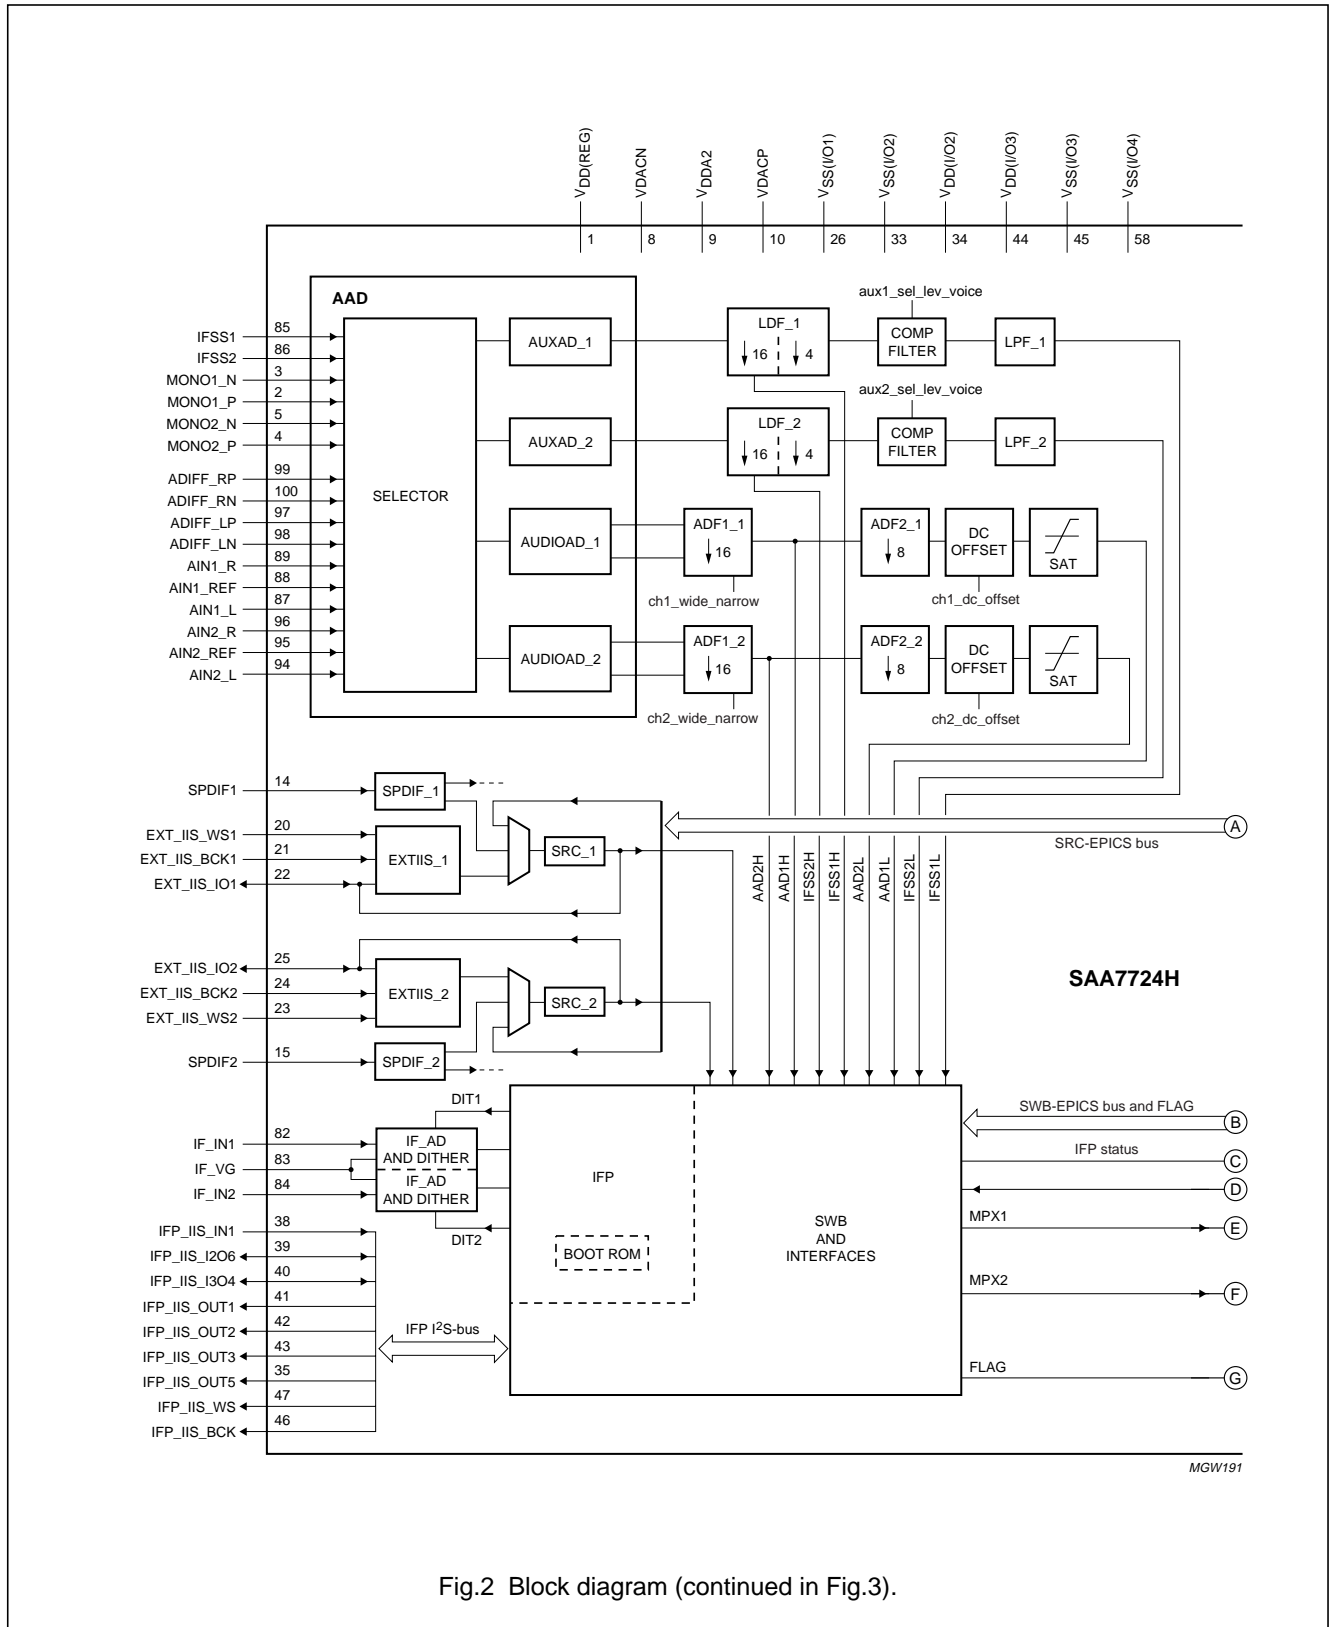 VDD(REG)
VDACN
VDDA2
VDACP
VSS(I/O1)
VSS(I/O2)
VDD(I/O2)
VDD(I/O3)
VSS(I/O3)
VSS(I/O4)
1 8 9 10 26 33 34 44 45 58
AAD
SELECTOR
IFSS1 85
IFSS2 86
MONO1_N 3
MONO1_P 2
MONO2_N 5
MONO2_P 4
ADIFF_RP 99
ADIFF_RN 100
ADIFF_LP 97
ADIFF_LN 98
AIN1_R 89
AIN1_REF 88
AIN1_L 87
AIN2_R 96
AIN2_REF 95
AIN2_L 94
AUXAD_1
AUXAD_2
AUDIOAD_1
AUDIOAD_2
LDF_1
16 4
aux1_sel_lev_voice
COMP
FILTER
LPF_1
LDF_2
16 4
aux2_sel_lev_voice
COMP
FILTER
LPF_2
ADF1_1
16
ch1_wide_narrow
ADF2_1
8
DC
OFFSET
ch1_dc_offset
SAT
ADF1_2
16
ch2_wide_narrow
ADF2_2
8
DC
OFFSET
ch2_dc_offset
SAT
SPDIF1 14
SPDIF_1
EXT_IIS_WS1 20
EXT_IIS_BCK1 21
EXT_IIS_IO1 22
EXTIIS_1
SRC_1
A
SRC-EPICS bus
AAD2H
AAD1H
IFSS2H
IFSS1H
AAD2L
AAD1L
IFSS2L
IFSS1L
EXT_IIS_IO2 25
EXT_IIS_BCK2 24
EXT_IIS_WS2 23
EXTIIS_2
SRC_2
SPDIF2 15
SPDIF_2
SAA7724H
DIT1
IF_IN1 82
IF_VG 83
IF_IN2 84
IF_AD
AND DITHER
IF_AD
AND DITHER
DIT2
IFP
BOOT ROM
SWB
AND
INTERFACES
SWB-EPICS bus and FLAG
B
IFP status
C
D
MPX1
E
MPX2
F
FLAG
G
IFP_IIS_IN1 38
IFP_IIS_I2O6 39
IFP_IIS_I3O4 40
IFP_IIS_OUT1 41
IFP_IIS_OUT2 42
IFP_IIS_OUT3 43
IFP_IIS_OUT5 35
IFP_IIS_WS 47
IFP_IIS_BCK 46
IFP I²S-bus
MGW191
Fig.2 Block diagram (continued in Fig.3).